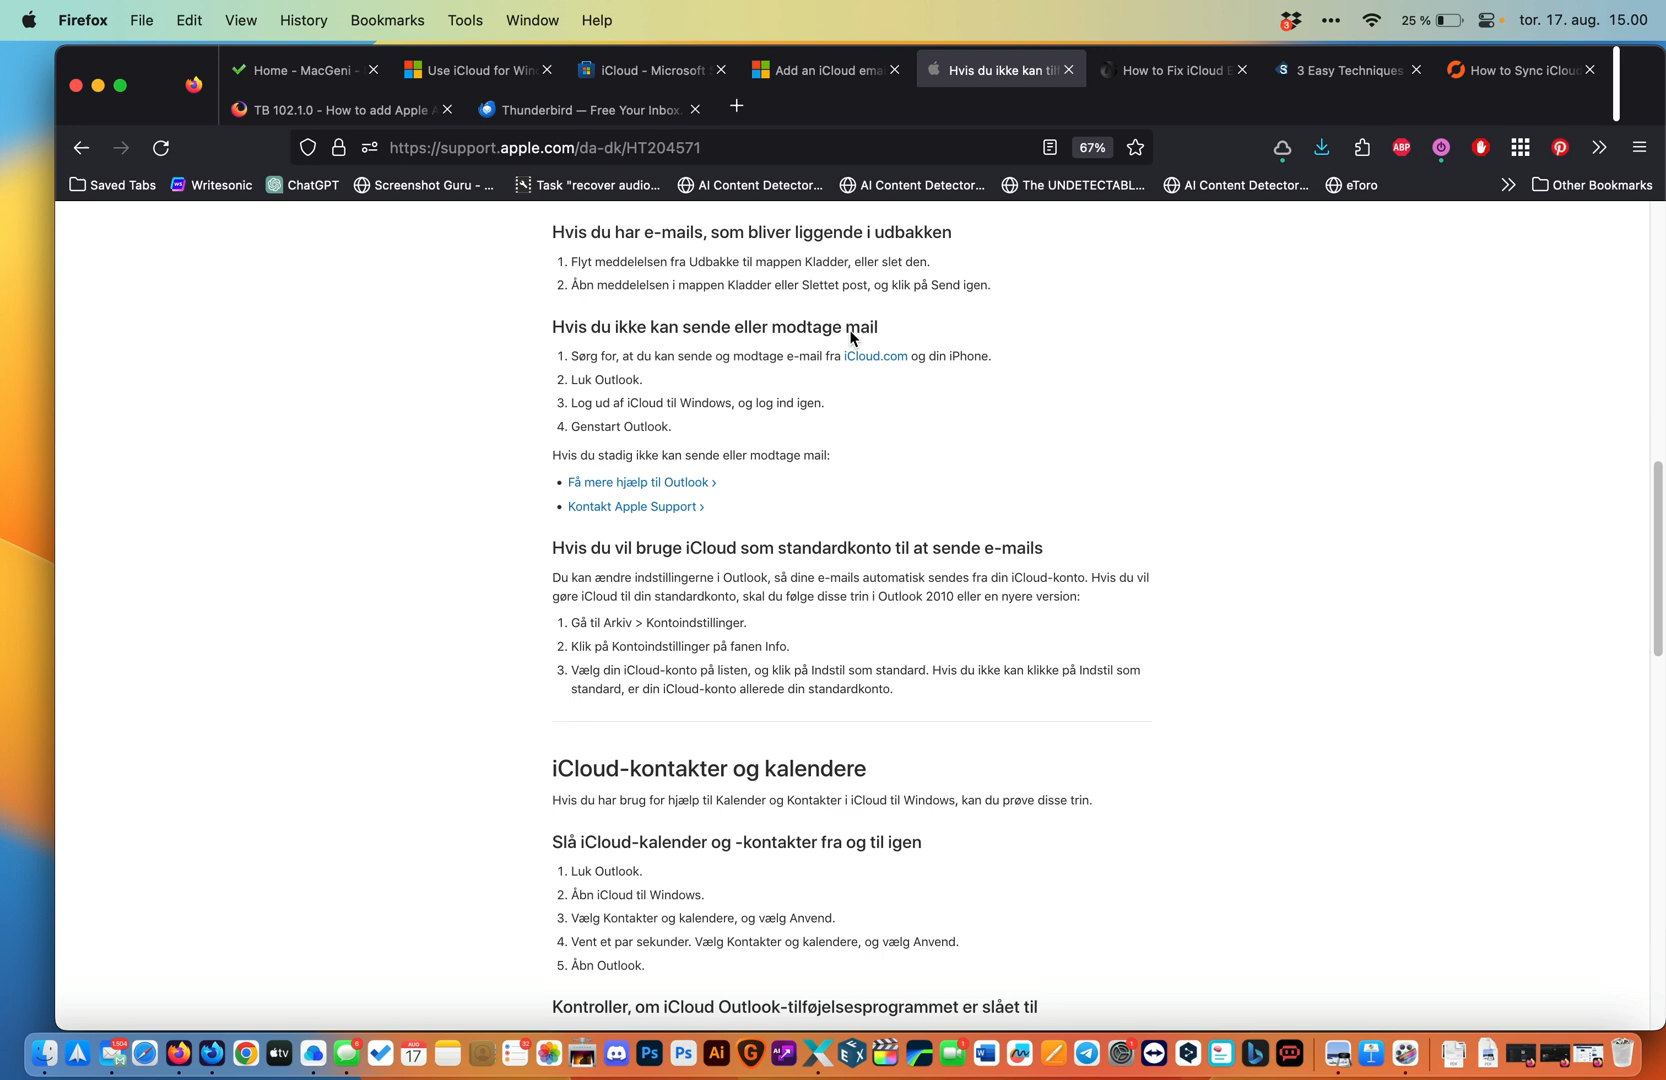 Firefox File Edit View History Bookmarks Tools Window Help 3 25 % tor. 17. aug. 15.00
Home - MacGeni - Use iCloud for Win iCloud - Microsoft Add an iCloud ema Hvis du ikke kan til How to Fix iCloud E S 3 Easy Techniques How to Sync iClou
TB 102.1.0 - How to add Apple A Thunderbird — Free Your Inbox.
https://support.apple.com/da-dk/HT204571 67% ABP
Saved Tabs WS Writesonic ChatGPT Screenshot Guru - ... Task "recover audio... AI Content Detector... AI Content Detector... The UNDETECTABL... AI Content Detector... eToro Other Bookmarks
Hvis du har e-mails, som bliver liggende i udbakken
1. Flyt meddelelsen fra Udbakke til mappen Kladder, eller slet den.
2. Åbn meddelelsen i mappen Kladder eller Slettet post, og klik på Send igen.
Hvis du ikke kan sende eller modtage mail
1. Sørg for, at du kan sende og modtage e-mail fra iCloud.com og din iPhone.
2. Luk Outlook.
3. Log ud af iCloud til Windows, og log ind igen.
4. Genstart Outlook.
Hvis du stadig ikke kan sende eller modtage mail:
• Få mere hjælp til Outlook ›
• Kontakt Apple Support ›
Hvis du vil bruge iCloud som standardkonto til at sende e-mails
Du kan ændre indstillingerne i Outlook, så dine e-mails automatisk sendes fra din iCloud-konto. Hvis du vil
gøre iCloud til din standardkonto, skal du følge disse trin i Outlook 2010 eller en nyere version:
1. Gå til Arkiv > Kontoindstillinger.
2. Klik på Kontoindstillinger på fanen Info.
3. Vælg din iCloud-konto på listen, og klik på Indstil som standard. Hvis du ikke kan klikke på Indstil som
standard, er din iCloud-konto allerede din standardkonto.
iCloud-kontakter og kalendere
Hvis du har brug for hjælp til Kalender og Kontakter i iCloud til Windows, kan du prøve disse trin.
Slå iCloud-kalender og -kontakter fra og til igen
1. Luk Outlook.
2. Åbn iCloud til Windows.
3. Vælg Kontakter og kalendere, og vælg Anvend.
4. Vent et par sekunder. Vælg Kontakter og kalendere, og vælg Anvend.
5. Åbn Outlook.
Kontroller, om iCloud Outlook-tilføjelsesprogrammet er slået til
1.504 tv 6 AUG 17 32 Ps Ps Ai EX 1 W 1